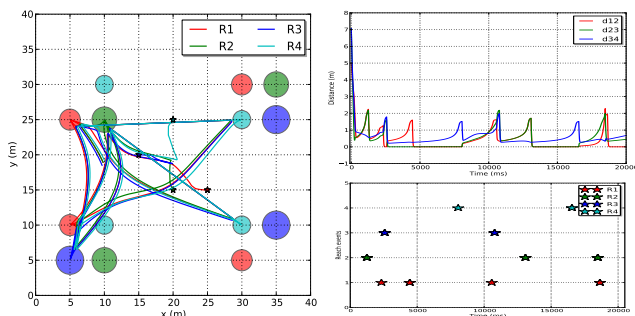 40
35
30
25
20
15
10
5
0
y (m)
R1 R3
R2 R4
0 5 10 15 20 25 30 35 40
x (m)
8
7
6
5
4
3
2
1
0
−1
Distance (m)
d12
d23
d34
0 5000 10000 15000 20000
Time (ms)
5
4
3
2
1
0
Reach events
R1
R2
R3
R4
0 5000 10000 15000 20000
Time (ms)